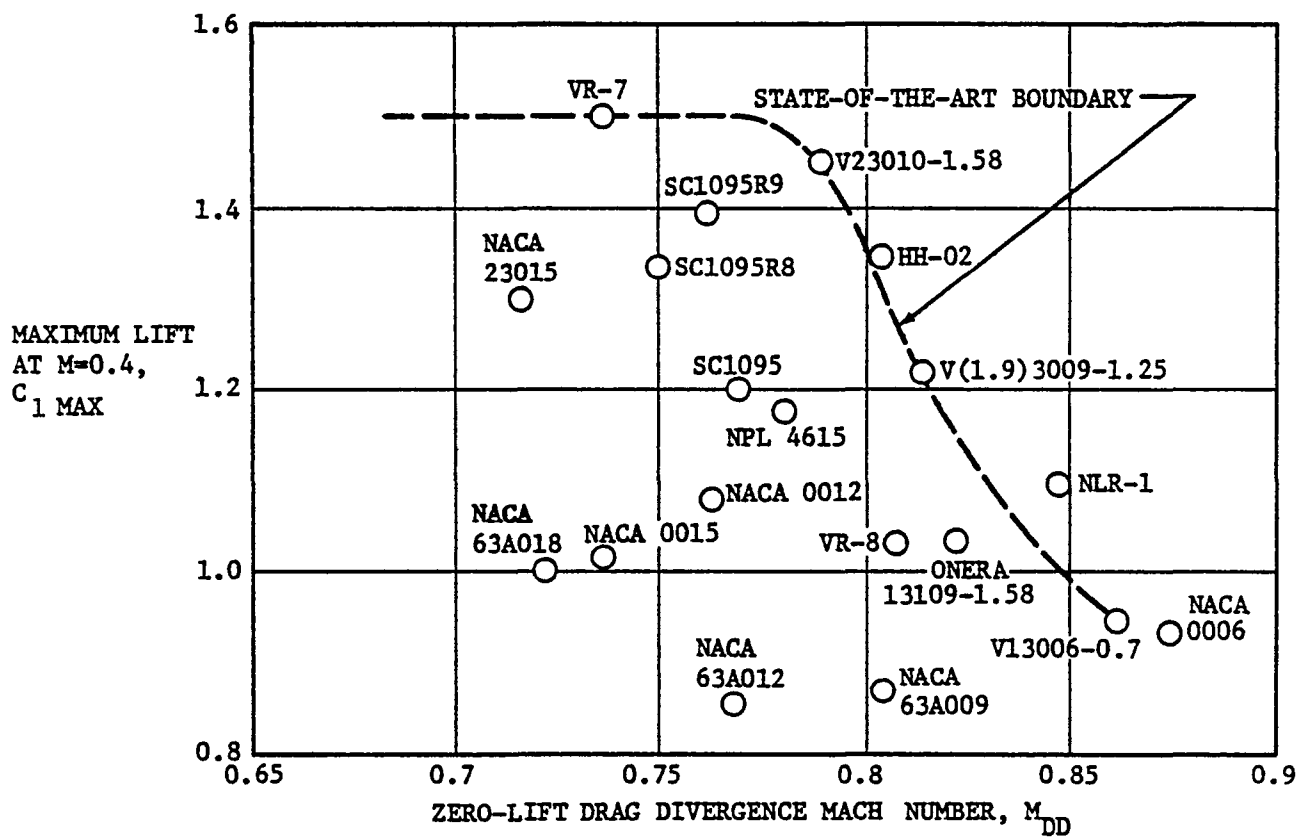 1.6
VR-7
STATE-OF-THE-ART BOUNDARY
V23010-1.58
SC1095R9
1.4
NACA
23015
SC1095R8
HH-02
MAXIMUM LIFT
AT M=0.4,
C1 MAX
SC1095
V(1.9)3009-1.25
1.2
NPL 4615
NLR-1
NACA 0012
NACA
63A018
NACA 0015
VR-8
1.0
ONERA
13109-1.58
NACA
0006
V13006-0.7
NACA
63A012
NACA
63A009
0.8
0.65
0.7
0.75
0.8
0.85
0.9
ZERO-LIFT DRAG DIVERGENCE MACH NUMBER, MDD